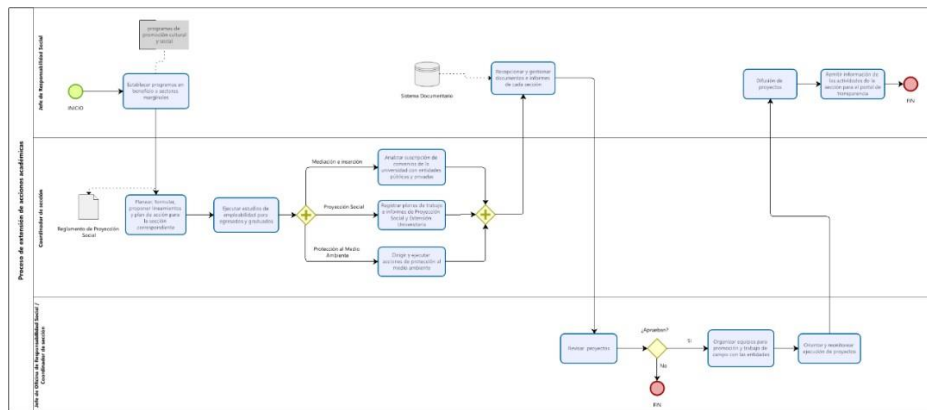 Proceso de extensión de acciones académicas
Jefe de Responsabilidad Social
programas de
promoción cultural
y social
INICIO
Establecer programas en
beneficio a sectores
marginales
Sistema Documentario
Recepcionar y gestionar
documentos e informes
de cada sección
Difusión de
proyectos
Remitir información de
las actividades de la
sección para el portal de
transparencia
FIN
Coordinador de sección
Reglamento de Proyección
Social
Planear, formular,
proponer lineamientos
y plan de acción para
la sección
correspondiente
Ejecutar estudios de
empleabilidad para
egresados y graduados
Mediación e inserción
Analizar suscripción de
convenios de la
universidad con entidades
públicas y privadas
Proyección Social
Registrar planes de trabajo
e informes de Proyección
Social y Extensión
Universitaria
Protección al Medio
Ambiente
Dirigir y ejecutar
acciones de protección al
medio ambiente
Jefe de Oficina de Responsabilidad Social /
Coordinador de sección
Revisar proyectos
¿Aprueban?
Si
No
FIN
Organizar equipos para
promoción y trabajo de
campo con las entidades
Orientar y monitorear
ejecución de proyectos